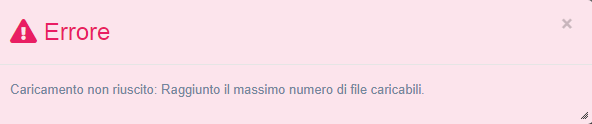 Errore
×
Caricamento non riuscito: Raggiunto il massimo numero di file caricabili.